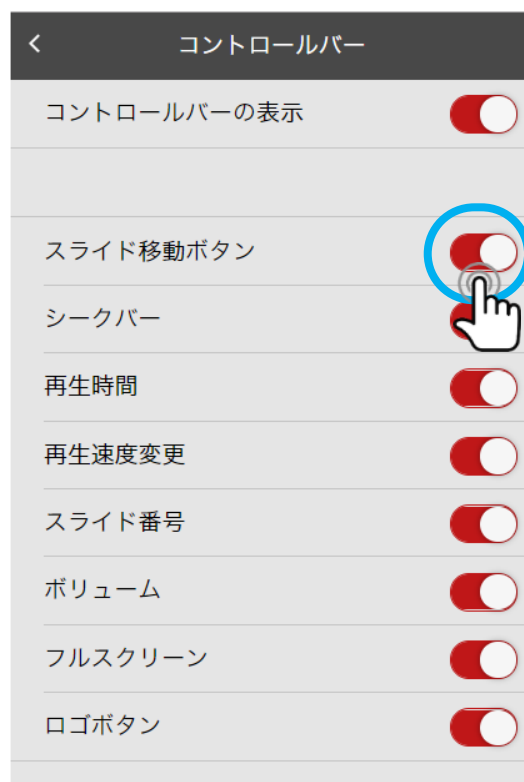 コントロールバー
コントロールバーの表示
スライド移動ボタン
シークバー
再生時間
再生速度変更
スライド番号
ボリューム
フルスクリーン
ロゴボタン